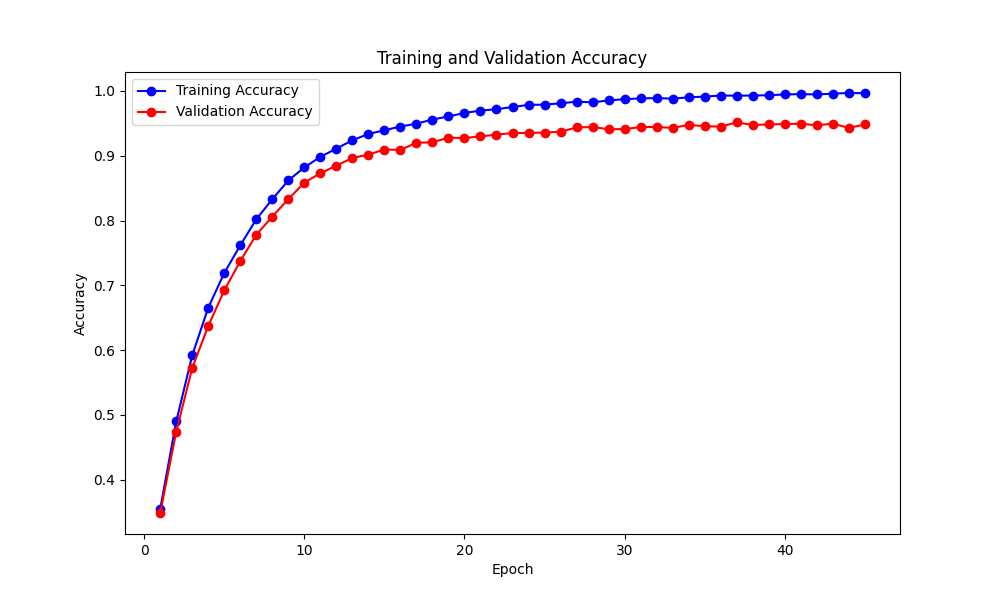 Training and Validation Accuracy
Training Accuracy
Validation Accuracy
1.0
0.9
0.8
0.7
0.6
0.5
0.4
Accuracy
0
10
20
30
40
Epoch